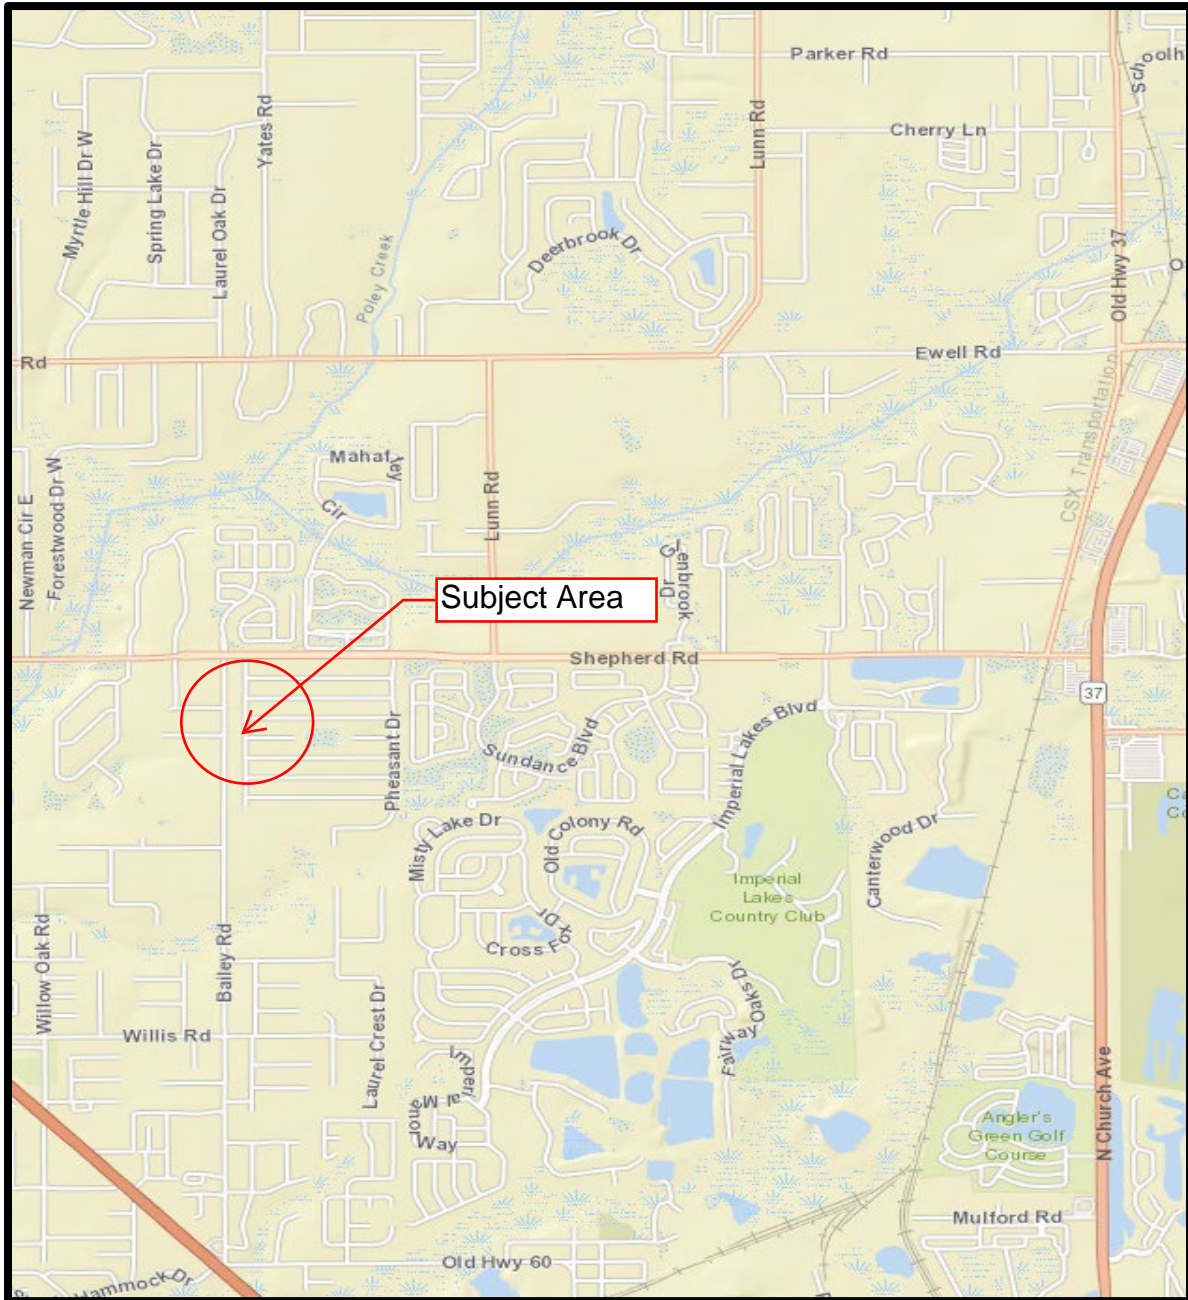 Parker Rd
Schoolh
Cherry Ln
Yates Rd
Lunn Rd
Myrtle Hill Dr W
Spring Lake Dr
Laurel Oak Dr
Poley Creek
Deerbrook Dr
Old Hwy 37
O
Rd
Ewell Rd
CSX Transportation
Mahaffey
Cir
Lunn Rd
Newman Cir E
Forestwood Dr W
Glenbrook
Dr
Subject Area
Shepherd Rd
37
Pheasant Dr
Sundance Blvd
Imperial Lakes Blvd
Ca
Co
Misty Lake Dr
Old Colony Rd
Canterwood Dr
Imperial
Lakes
Country Club
Willow Oak Rd
Bailey Rd
Cross Fox Dr
Fairway Oaks Dr
Willis Rd
Laurel Crest Dr
Imperial Manor
Way
N Church Ave
Angler's
Green Golf
Course
Mulford Rd
Old Hwy 60
Hammock Dr